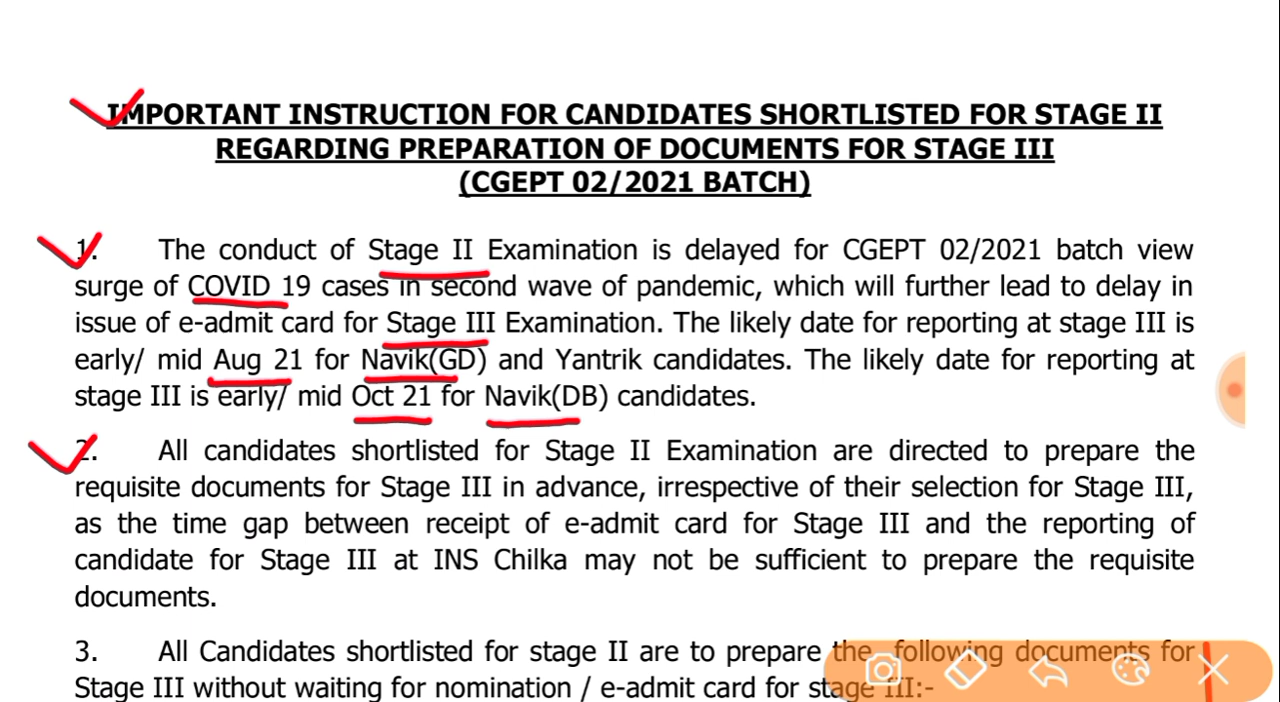 IMPORTANT INSTRUCTION FOR CANDIDATES SHORTLISTED FOR STAGE II
REGARDING PREPARATION OF DOCUMENTS FOR STAGE III
(CGEPT 02/2021 BATCH)
1. The conduct of Stage II Examination is delayed for CGEPT 02/2021 batch view
surge of COVID 19 cases in second wave of pandemic, which will further lead to delay in
issue of e-admit card for Stage III Examination. The likely date for reporting at stage III is
early/ mid Aug 21 for Navik(GD) and Yantrik candidates. The likely date for reporting at
stage III is early/ mid Oct 21 for Navik(DB) candidates.
2. All candidates shortlisted for Stage II Examination are directed to prepare the
requisite documents for Stage III in advance, irrespective of their selection for Stage III,
as the time gap between receipt of e-admit card for Stage III and the reporting of
candidate for Stage III at INS Chilka may not be sufficient to prepare the requisite
documents.
3. All Candidates shortlisted for stage II are to prepare the following documents for
Stage III without waiting for nomination / e-admit card for stage III:-